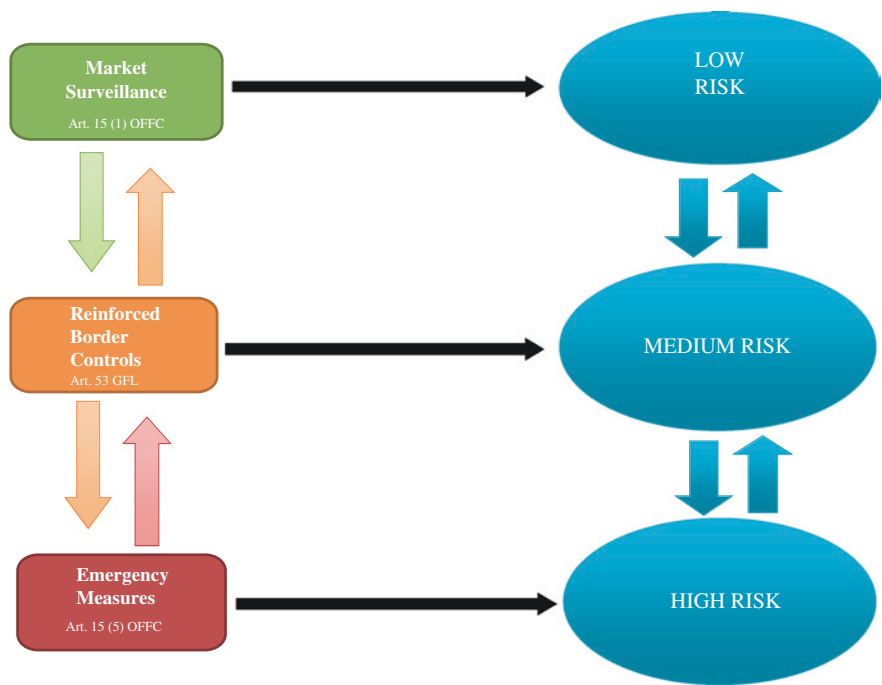 Market
Surveillance
Art. 15 (1) OFFC
LOW
RISK
Reinforced
Border
Controls
Art. 53 GFL
MEDIUM RISK
Emergency
Measures
Art. 15 (5) OFFC
HIGH RISK